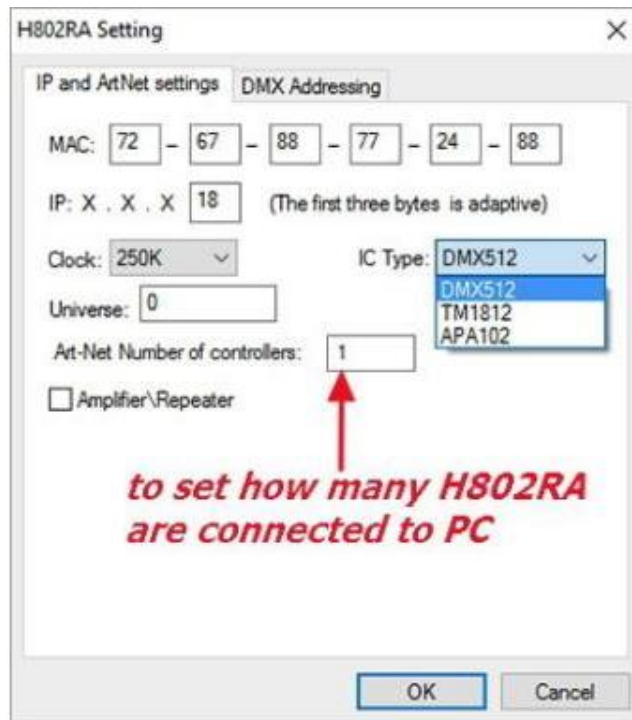 H802RA Setting
IP and ArtNet settings DMX Addressing
MAC: 72 - 67 - 88 - 77 - 24 - 88
IP: X . X . X 18 (The first three bytes is adaptive)
Clock: 250K IC Type: DMX512
DMX512
Universe: 0 TM1812
APA102
Art-Net Number of controllers: 1
Amplifier\Repeater
to set how many H802RA
are connected to PC
OK Cancel